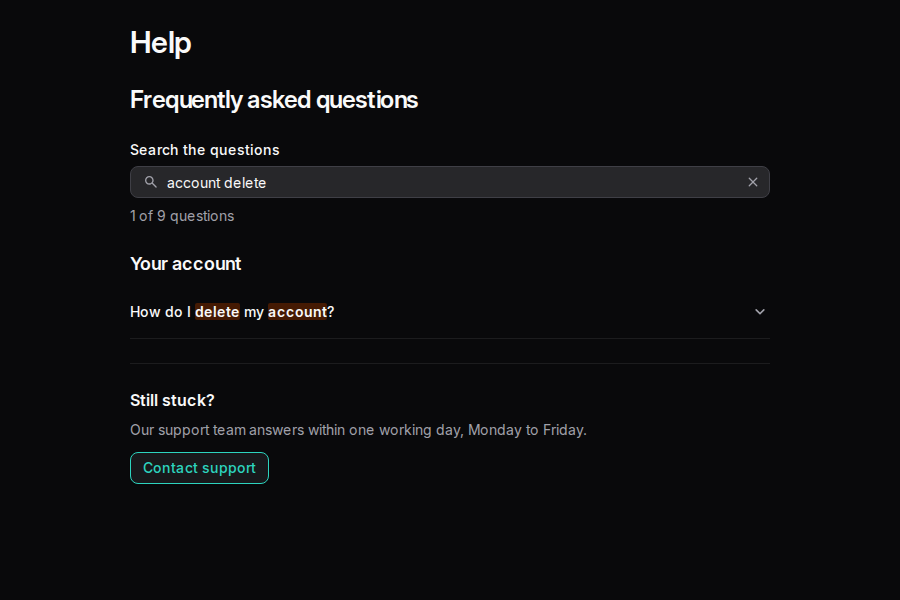 Help
Frequently asked questions
Search the questions
account delete
1 of 9 questions
Your account
How do I delete my account?
Still stuck?
Our support team answers within one working day, Monday to Friday.
Contact support